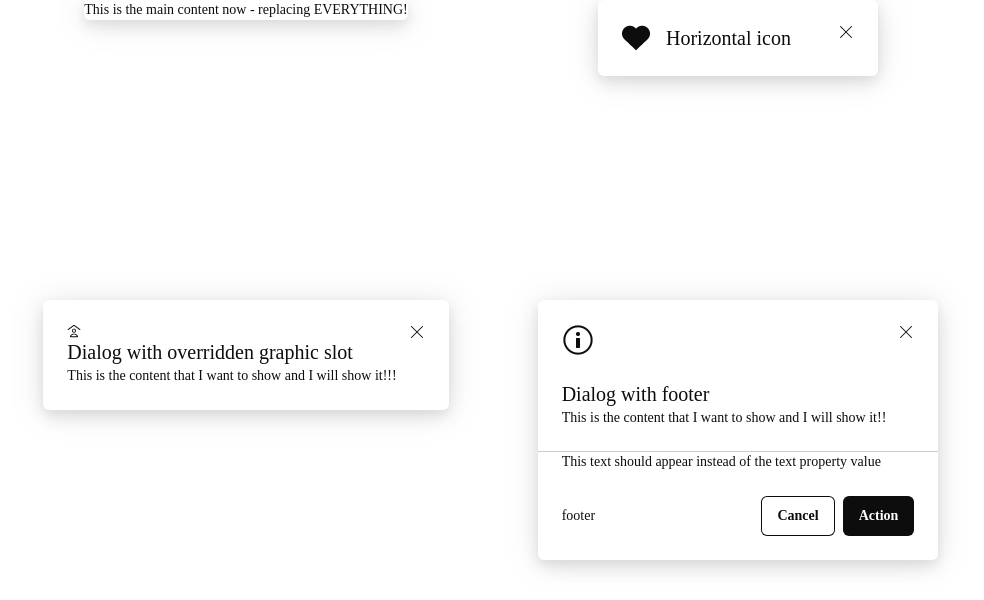 This is the main content now - replacing EVERYTHING!
Horizontal icon
Dialog with overridden graphic slot
This is the content that I want to show and I will show it!!!
Dialog with footer
This is the content that I want to show and I will show it!!
This text should appear instead of the text property value
footer
Cancel
Action